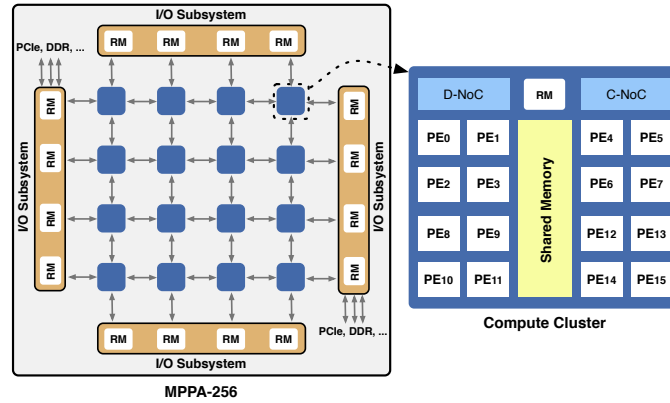 I/O Subsystem
RM RM RM RM
PCIe, DDR, ...
I/O Subsystem
RM
RM
RM
RM
RM
RM
RM
RM
I/O Subsystem
PCIe, DDR, ...
RM RM RM RM
I/O Subsystem
MPPA-256
D-NoC RM C-NoC
PE0 PE1 PE4 PE5
PE2 PE3 PE6 PE7
Shared Memory
PE8 PE9 PE12 PE13
PE10 PE11 PE14 PE15
Compute Cluster